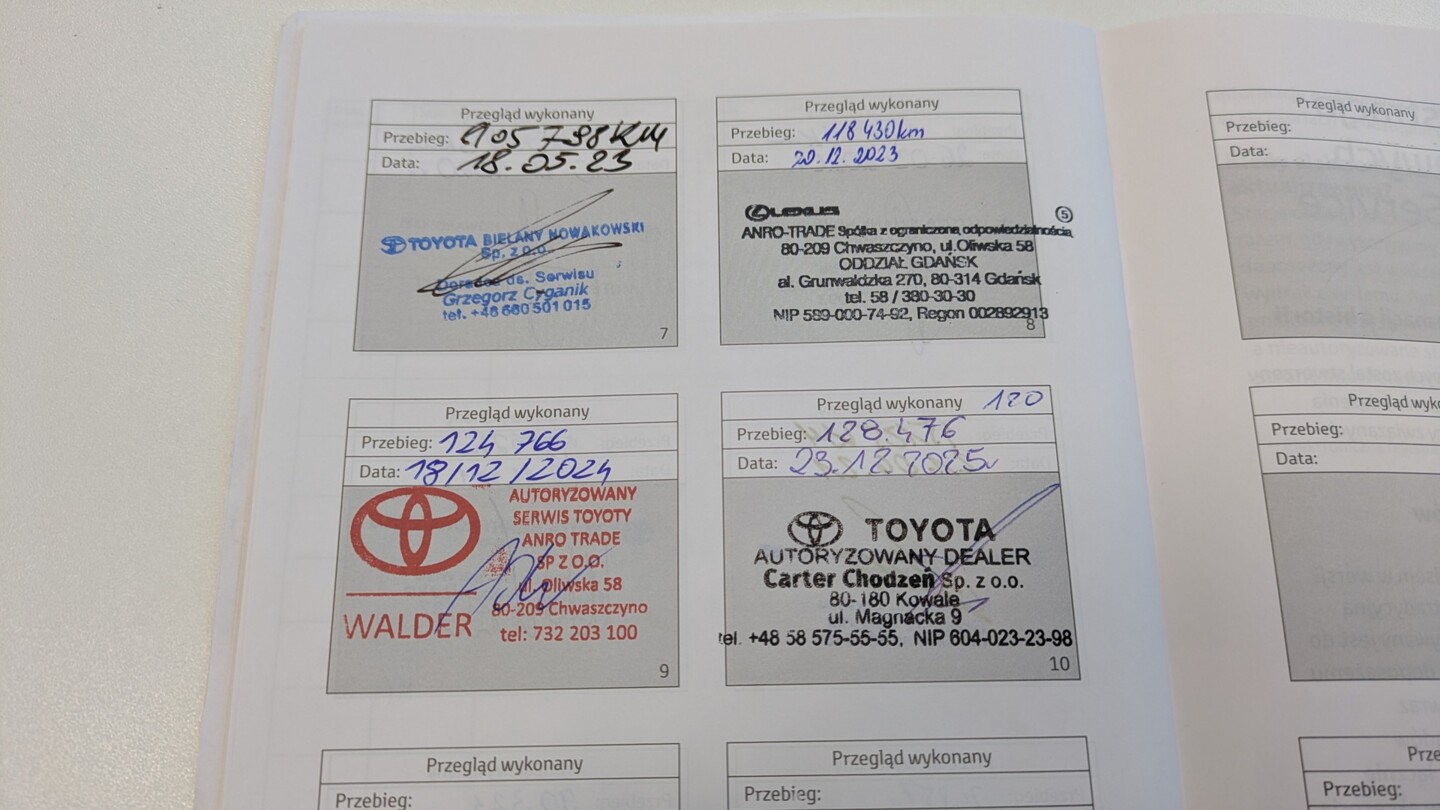 Przegląd wykonany
Przebieg: 105 798 KM
Data: 18.05.23
TOYOTA BIELANY NOWAKOWSKI
Sp. z o.o.
Doradca ds. Serwisu
Grzegorz Cyganik
tel. +48 660 501 015
7
Przegląd wykonany
Przebieg: 118 430km
Data: 20.12.2023
LEXUS
5
ANRO-TRADE Spółka z ograniczoną odpowiedzialnością
80-209 Chwaszczyno, ul.Oliwska 58
ODDZIAŁ GDAŃSK
al. Grunwaldzka 270, 80-314 Gdańsk
tel. 58 / 380-30-30
NIP 589-000-74-92, Regon 002892913
8
Przegląd wykonany
Przebieg: 124 766
Data: 18/12/2024
AUTORYZOWANY
SERWIS TOYOTY
ANRO TRADE
SP Z O.O.
ul. Oliwska 58
80-209 Chwaszczyno
WALDER
tel: 732 203 100
9
Przegląd wykonany 120
Przebieg: 128.476
Data: 23.12.2025r
TOYOTA
AUTORYZOWANY DEALER
Carter Chodzeń Sp. z o.o.
80-180 Kowale
ul. Magnacka 9
tel. +48 58 575-55-55, NIP 604-023-23-98
10
Przegląd wykonany
Przebieg:
Przegląd wykonany
Przebieg:
Przegląd wykonany
Przebieg:
Data:
Przegląd wyko
Przebieg:
Data:
Prze
Przebieg: